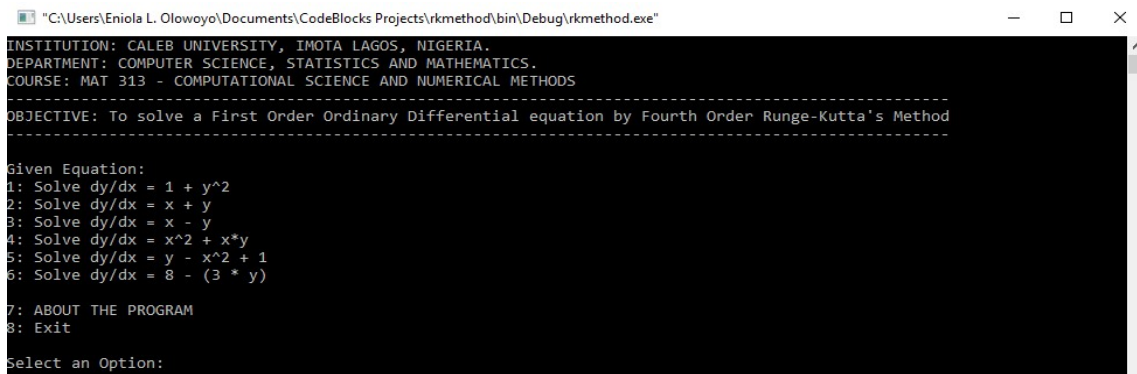 "C:\Users\Eniola L. Olowoyo\Documents\CodeBlocks Projects\rkmethod\bin\Debug\rkmethod.exe"
INSTITUTION: CALEB UNIVERSITY, IMOTA LAGOS, NIGERIA.
DEPARTMENT: COMPUTER SCIENCE, STATISTICS AND MATHEMATICS.
COURSE: MAT 313 - COMPUTATIONAL SCIENCE AND NUMERICAL METHODS
---------------------------------------------------------------------------------------------------------
OBJECTIVE: To solve a First Order Ordinary Differential equation by Fourth Order Runge-Kutta's Method
---------------------------------------------------------------------------------------------------------
Given Equation:
1: Solve dy/dx = 1 + y^2
2: Solve dy/dx = x + y
3: Solve dy/dx = x - y
4: Solve dy/dx = x^2 + x*y
5: Solve dy/dx = y - x^2 + 1
6: Solve dy/dx = 8 - (3 * y)
7: ABOUT THE PROGRAM
8: Exit
Select an Option: